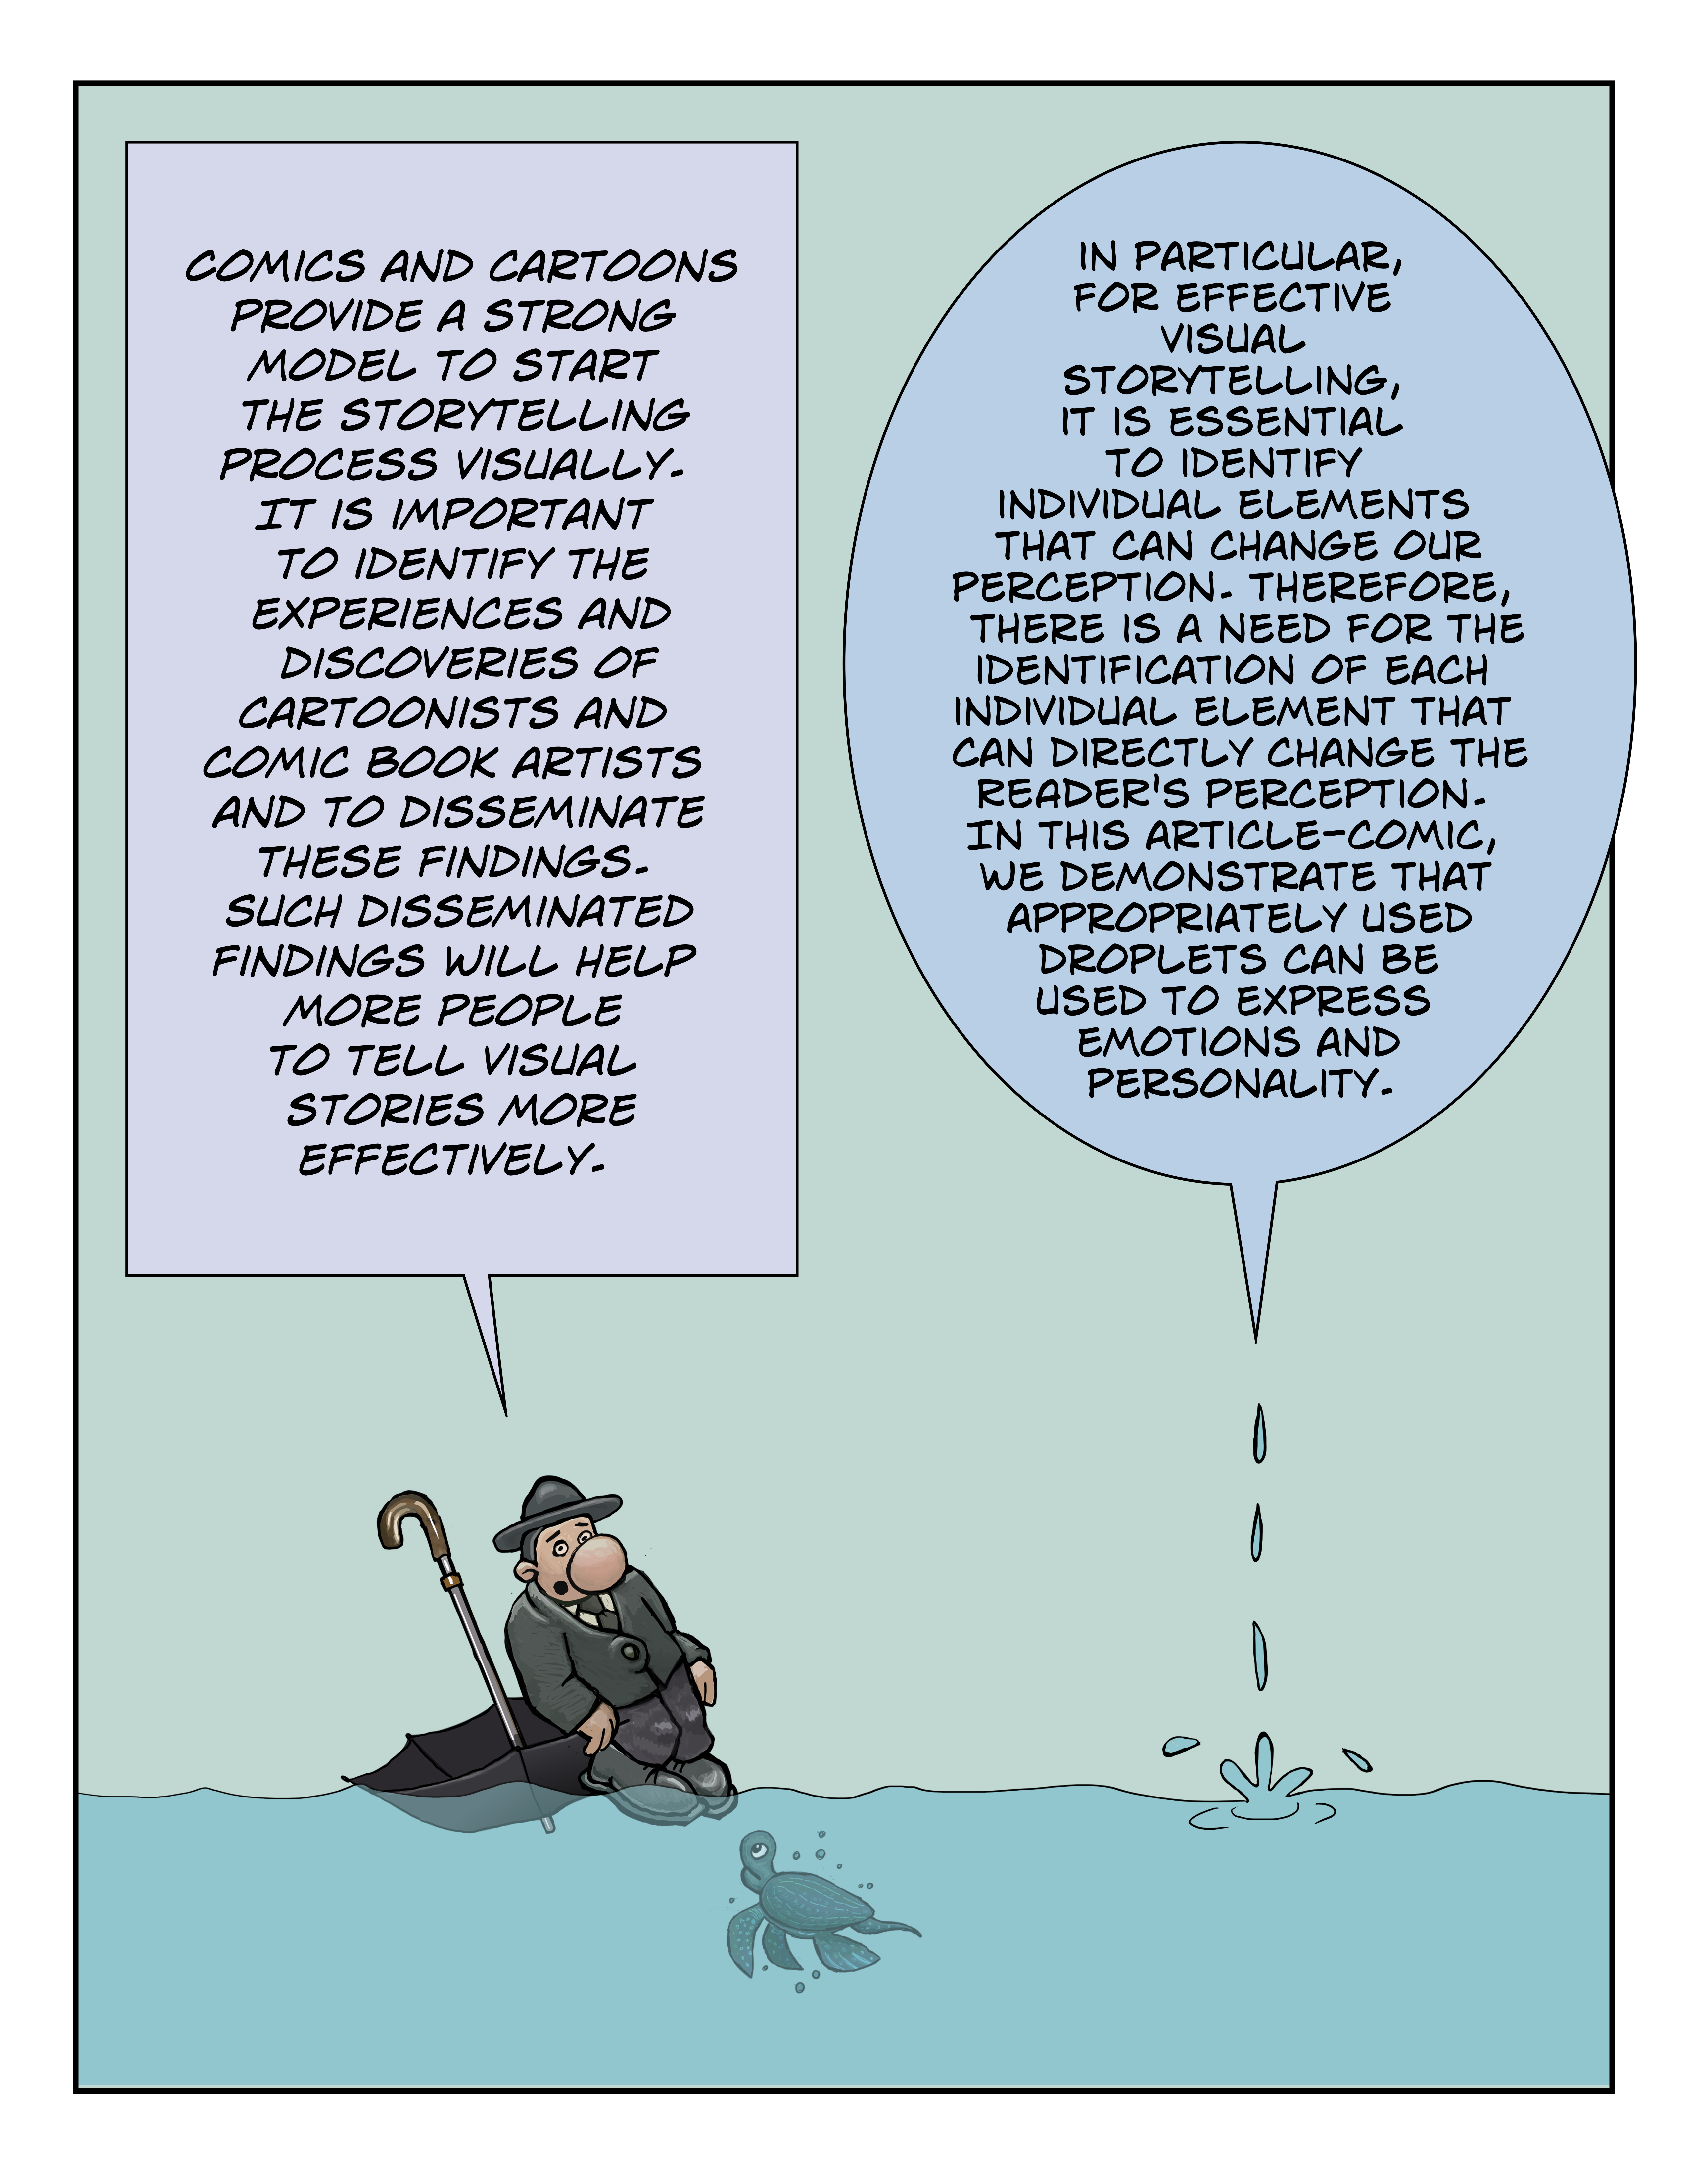 COMICS AND CARTOONS
PROVIDE A STRONG
MODEL TO START
THE STORYTELLING
PROCESS VISUALLY.
IT IS IMPORTANT
TO IDENTIFY THE
EXPERIENCES AND
DISCOVERIES OF
CARTOONISTS AND
COMIC BOOK ARTISTS
AND TO DISSEMINATE
THESE FINDINGS.
SUCH DISSEMINATED
FINDINGS WILL HELP
MORE PEOPLE
TO TELL VISUAL
STORIES MORE
EFFECTIVELY.
IN PARTICULAR,
FOR EFFECTIVE
VISUAL
STORYTELLING,
IT IS ESSENTIAL
TO IDENTIFY
INDIVIDUAL ELEMENTS
THAT CAN CHANGE OUR
PERCEPTION. THEREFORE,
THERE IS A NEED FOR THE
IDENTIFICATION OF EACH
INDIVIDUAL ELEMENT THAT
CAN DIRECTLY CHANGE THE
READER'S PERCEPTION.
IN THIS ARTICLE-COMIC,
WE DEMONSTRATE THAT
APPROPRIATELY USED
DROPLETS CAN BE
USED TO EXPRESS
EMOTIONS AND
PERSONALITY.